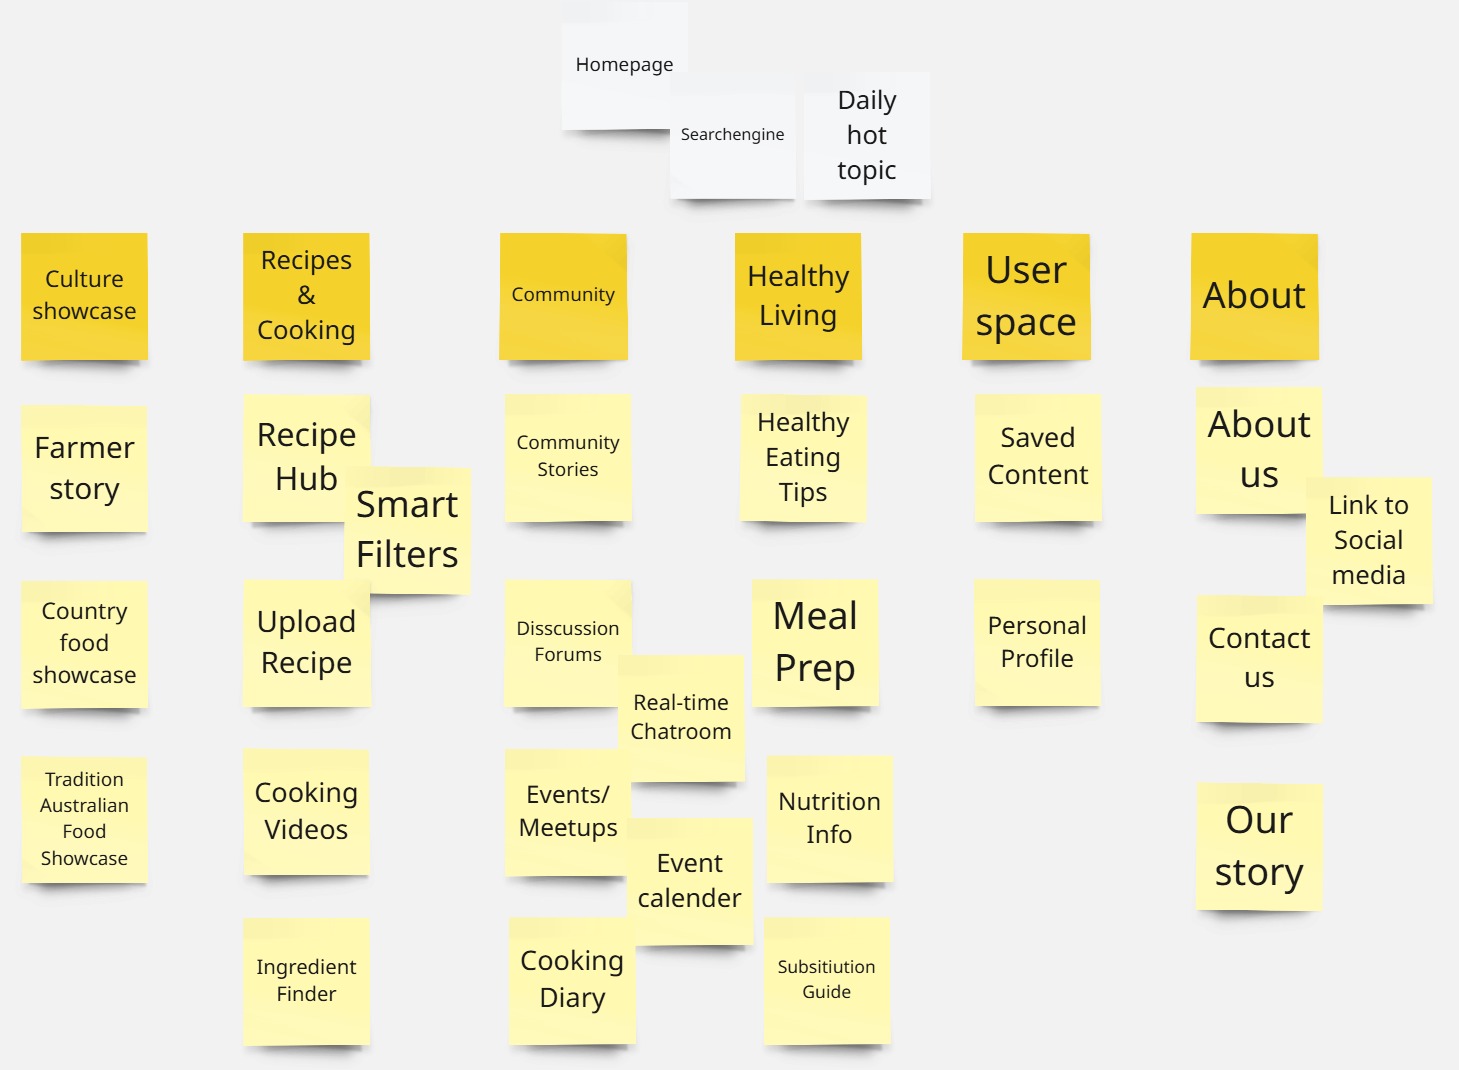 Homepage
Searchengine
Daily
hot
topic
Culture
showcase
Recipes
&
Cooking
Community
Healthy
Living
User
space
About
Farmer
story
Recipe
Hub
Smart
Filters
Community
Stories
Healthy
Eating
Tips
Saved
Content
About
us
Link to
Social
media
Country
food
showcase
Upload
Recipe
Disscussion
Forums
Real-time
Chatroom
Meal
Prep
Personal
Profile
Contact
us
Tradition
Australian
Food
Showcase
Cooking
Videos
Events/
Meetups
Event
calender
Nutrition
Info
Our
story
Ingredient
Finder
Cooking
Diary
Subsitiution
Guide